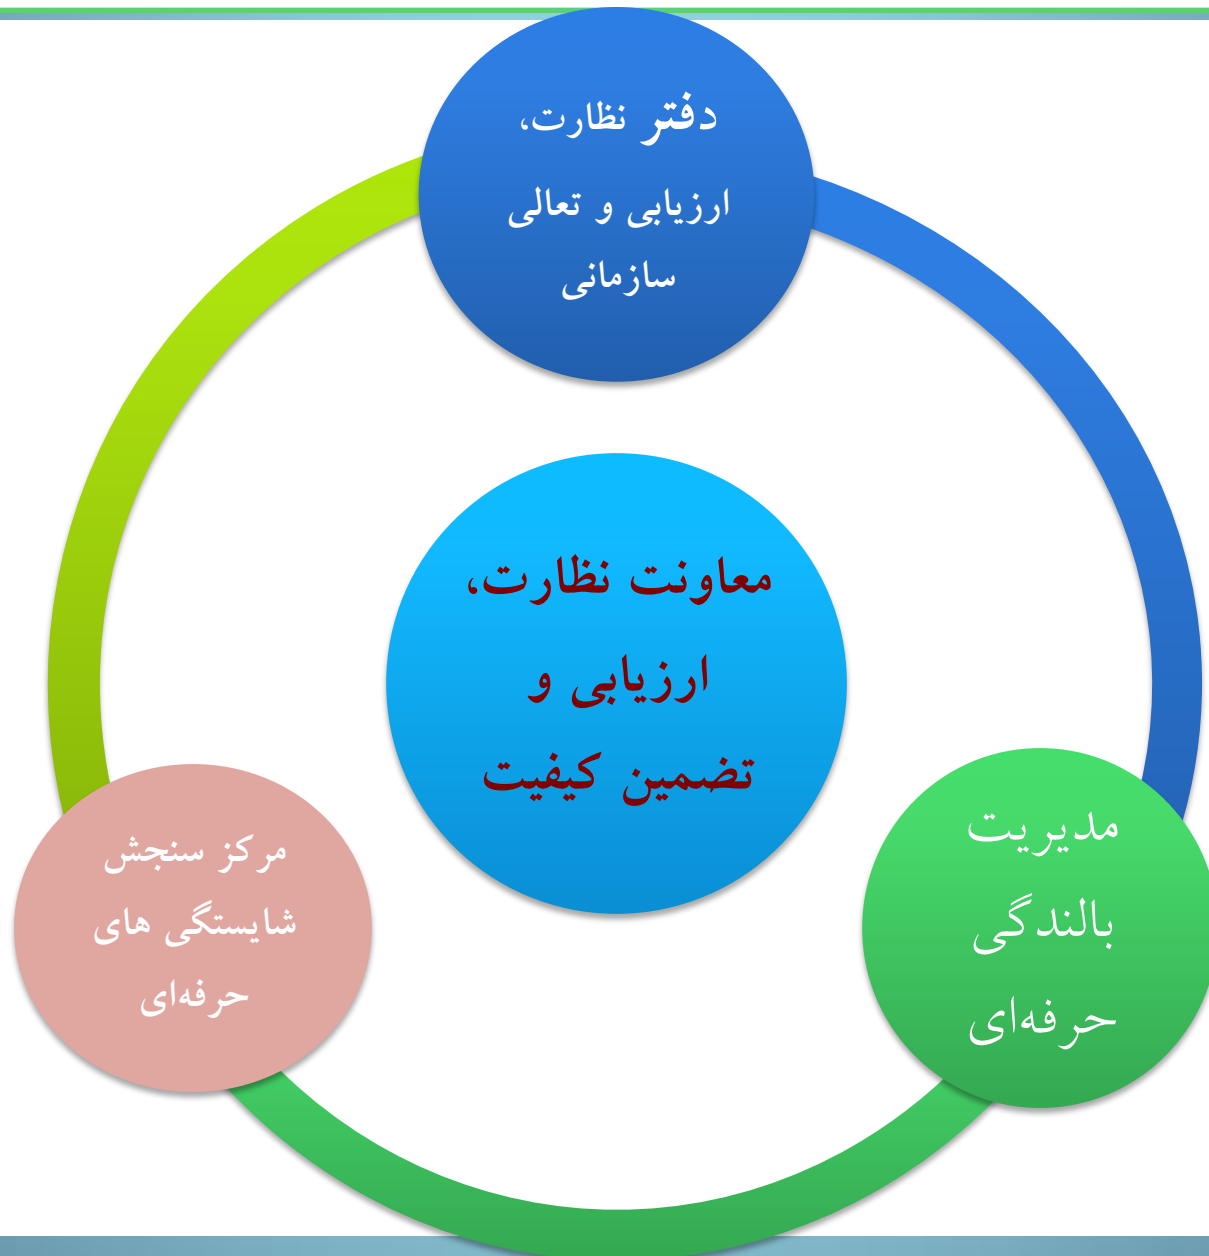 دفتر نظارت،
ارزیابی و تعالی
سازمانی
معاونت نظارت،
ارزیابی و
تضمین کیفیت
مدیریت
بالندگی
حرفه‌ای
مرکز سنجش
شایستگی های
حرفه‌ای